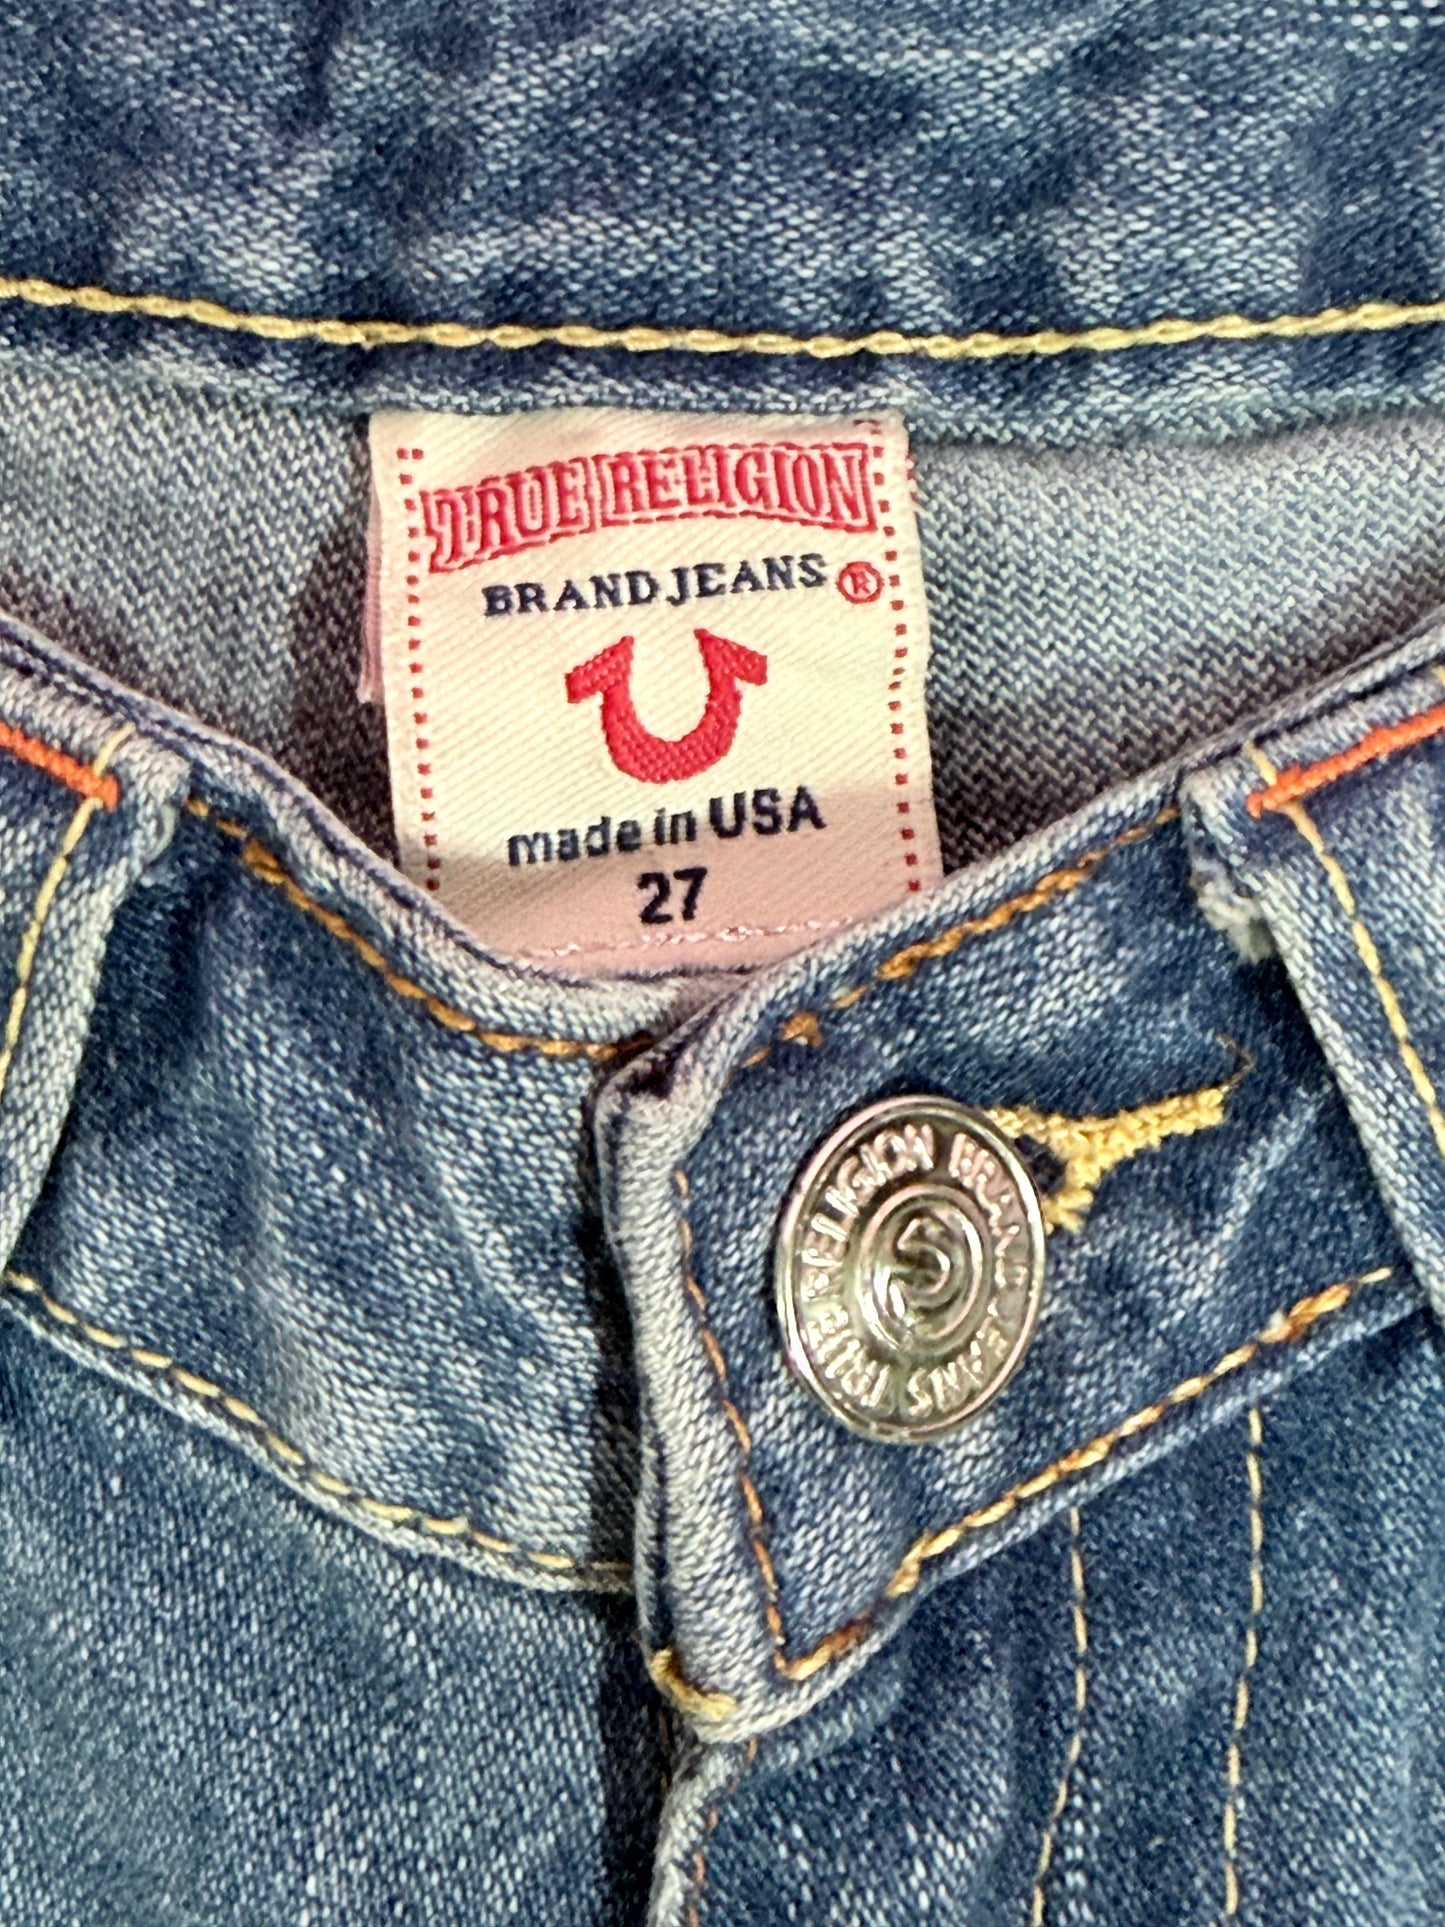 TRUE RELIGION
BRAND JEANS ®
made in USA
27
TRUE RELIGION BRAND JEANS
S